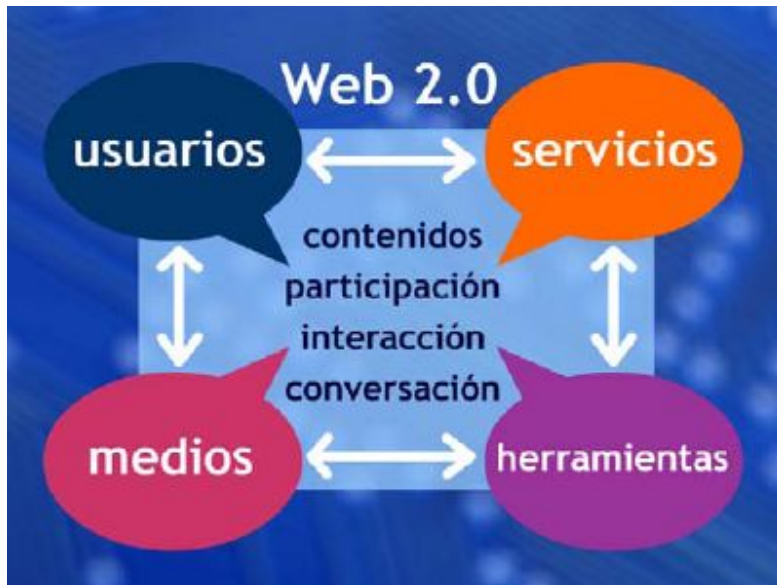 Web 2.0
usuarios
servicios
contenidos
participación
interacción
conversación
medios
herramientas